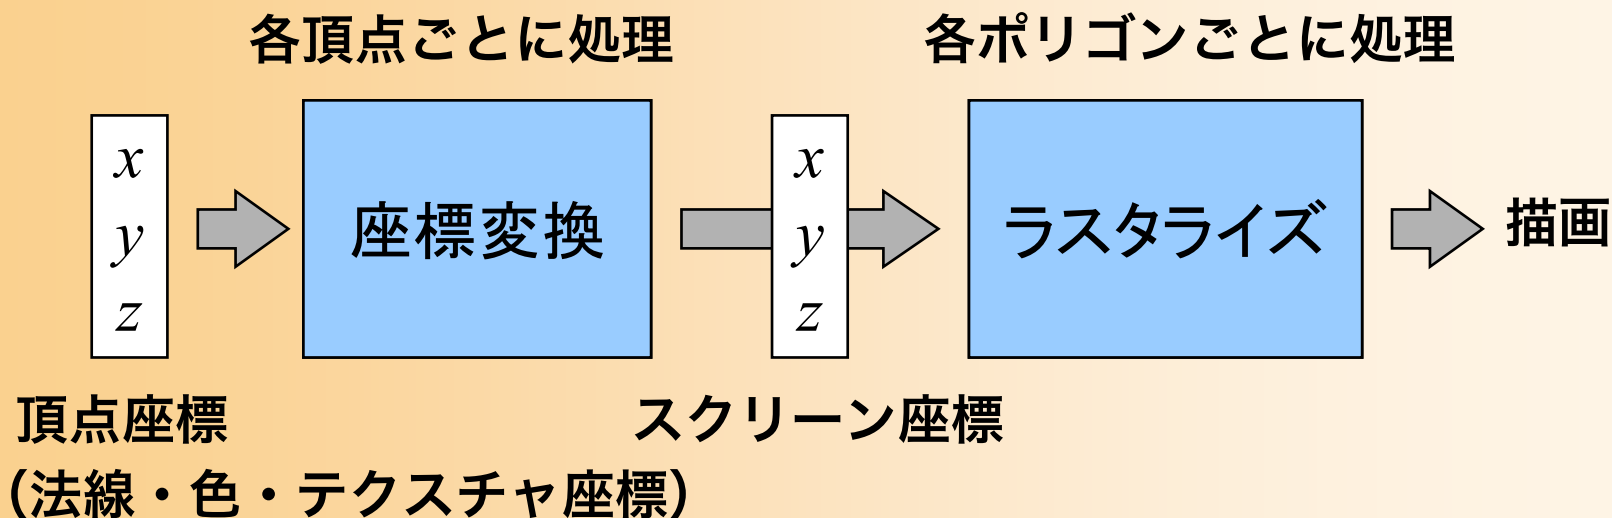 各頂点ごとに処理
各ポリゴンごとに処理
x
y
z
座標変換
x
y
z
ラスタライズ
描画
頂点座標
スクリーン座標
（法線・色・テクスチャ座標）